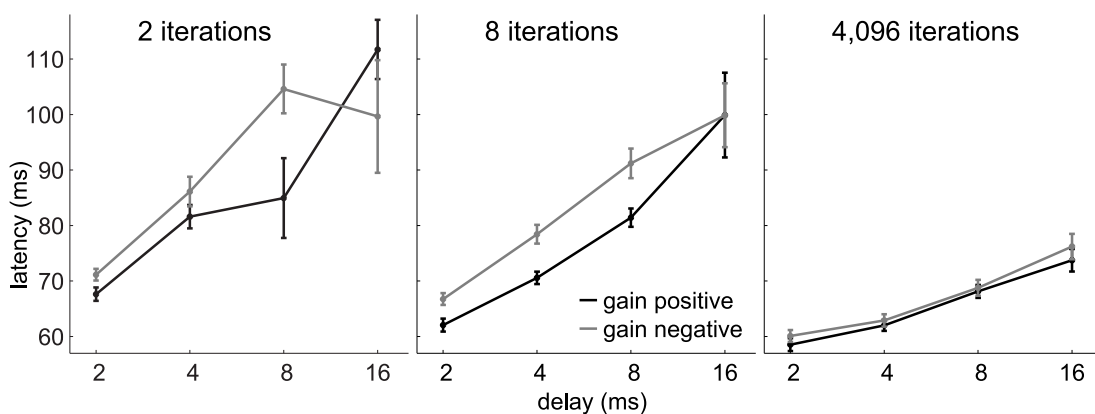 2 iterations
8 iterations
4,096 iterations
latency (ms)
110
100
90
80
70
60
gain positive
gain negative
2 4 8 16
2 4 8 16
2 4 8 16
delay (ms)